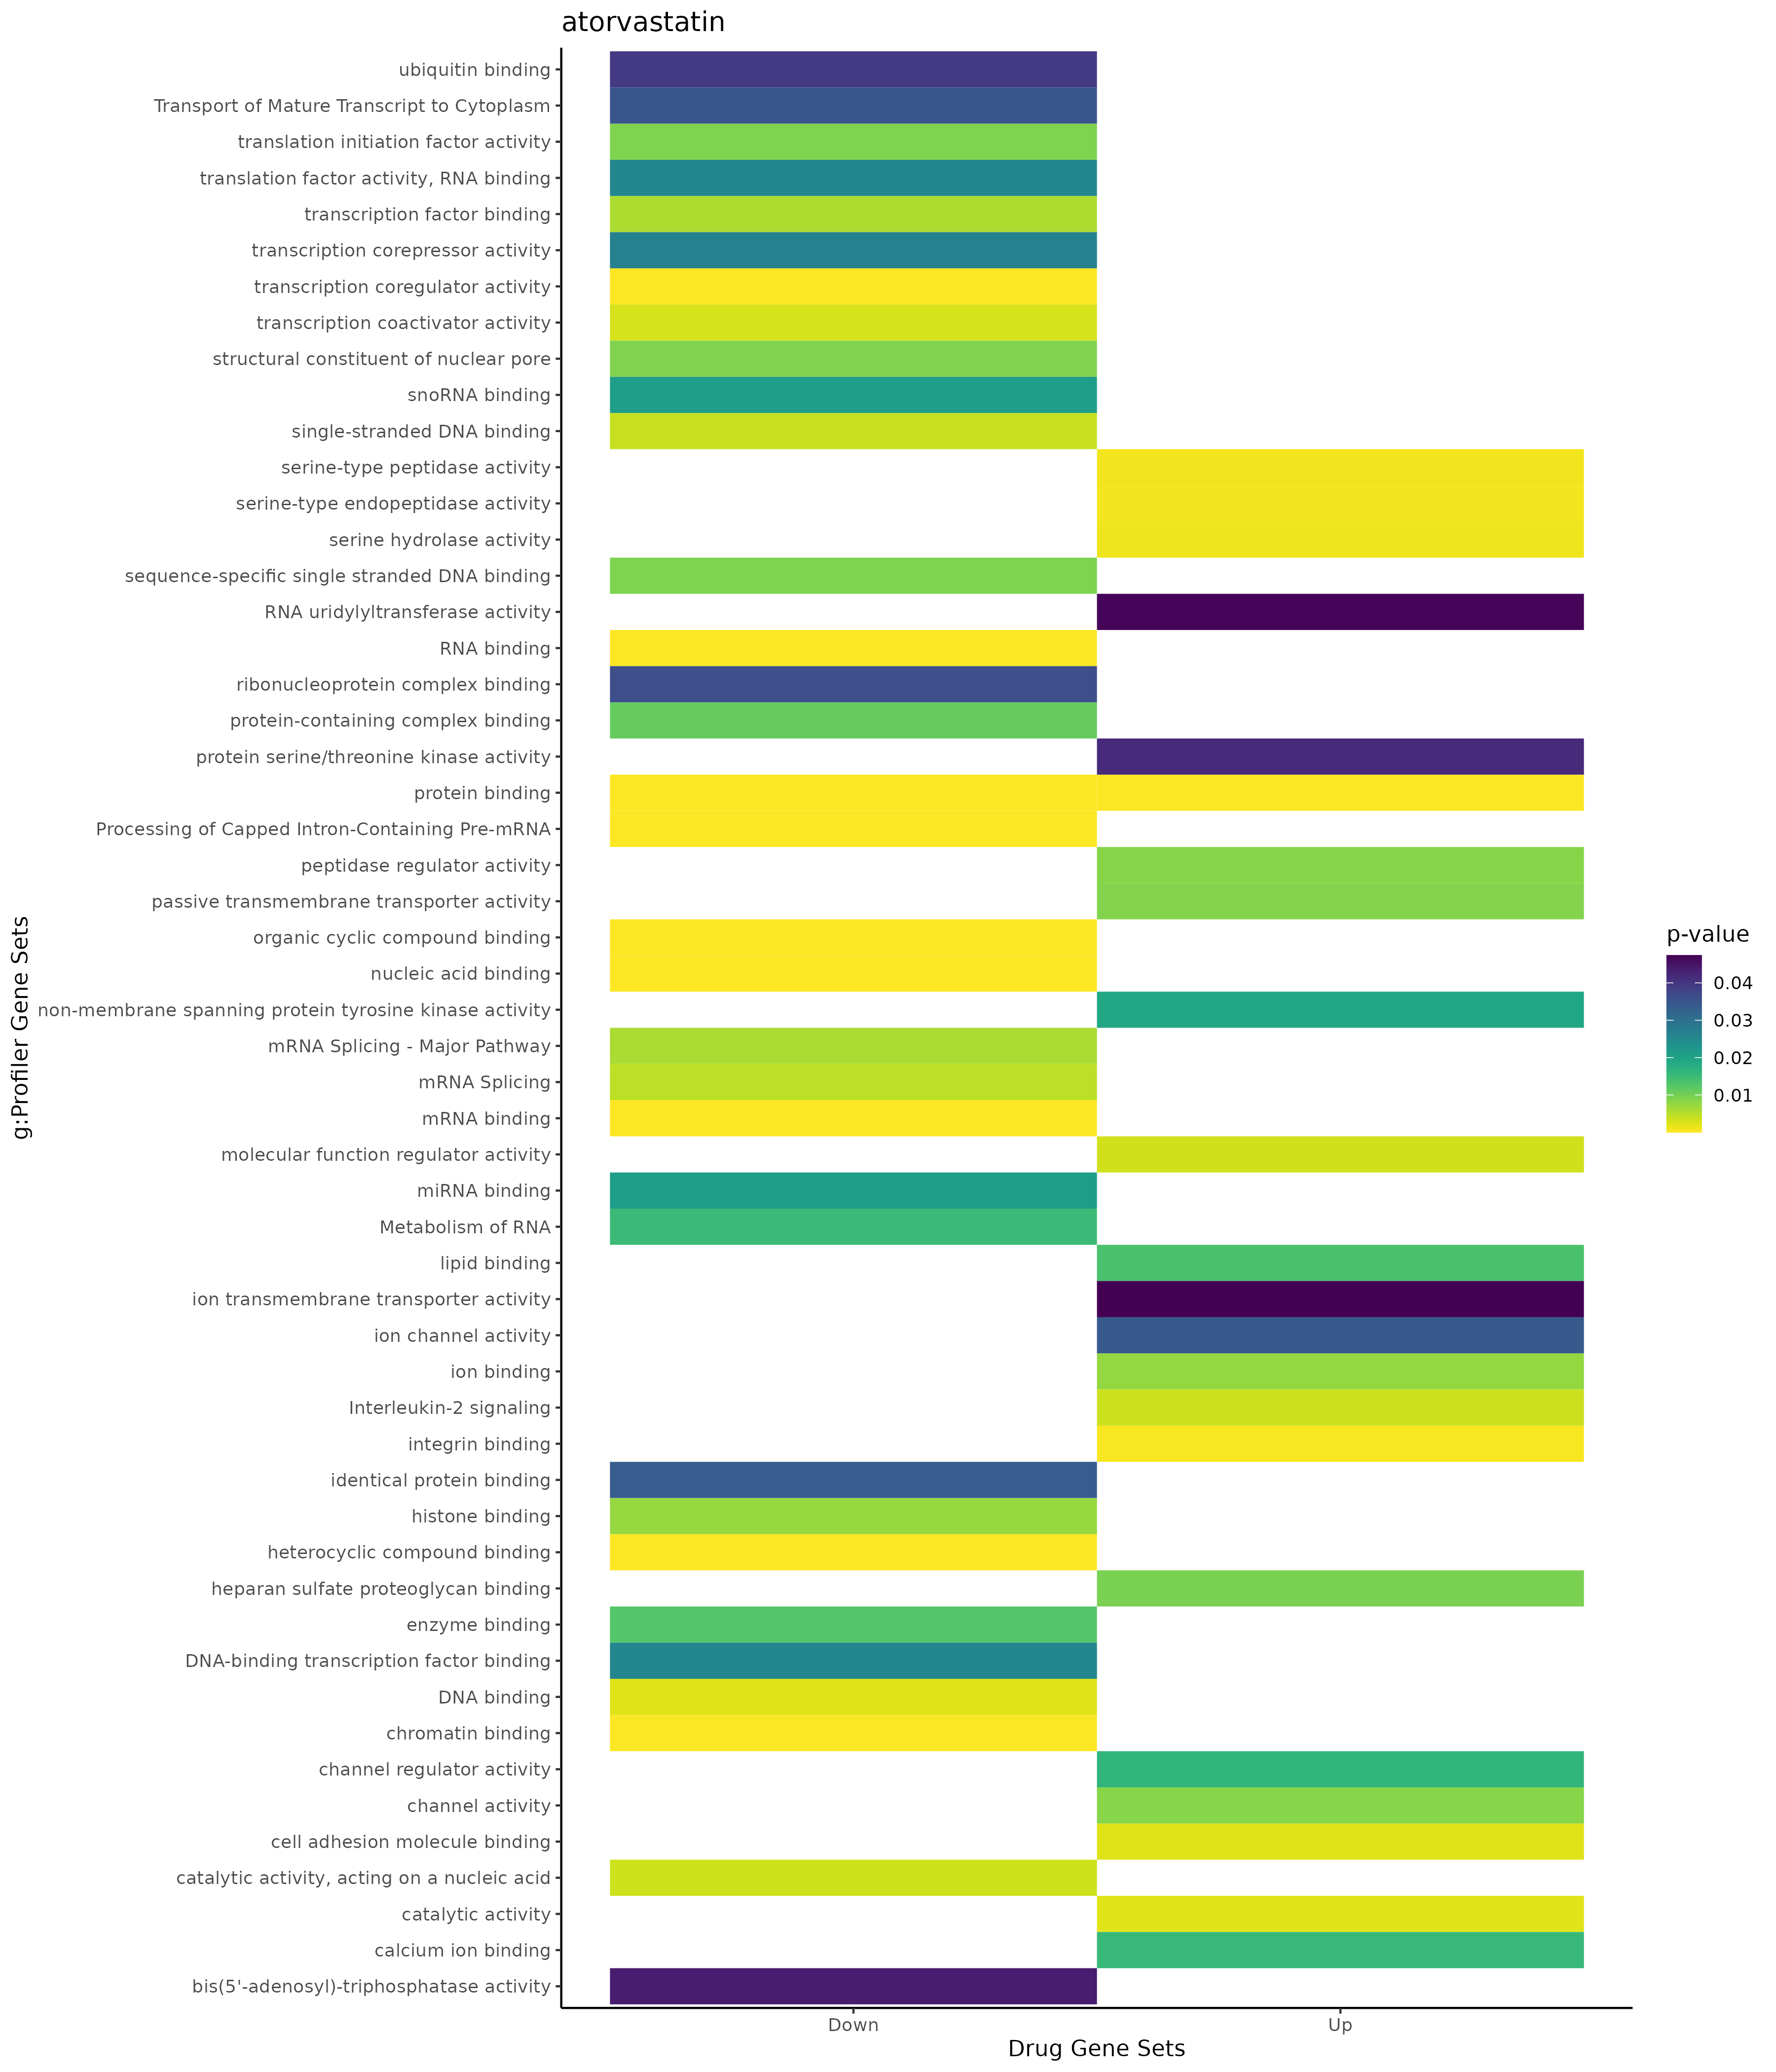 atorvastatin
ubiquitin binding
Transport of Mature Transcript to Cytoplasm
translation initiation factor activity
translation factor activity, RNA binding
transcription factor binding
transcription corepressor activity
transcription coregulator activity
transcription coactivator activity
structural constituent of nuclear pore
snoRNA binding
single-stranded DNA binding
serine-type peptidase activity
serine-type endopeptidase activity
serine hydrolase activity
sequence-specific single stranded DNA binding
RNA uridylyltransferase activity
RNA binding
ribonucleoprotein complex binding
protein-containing complex binding
protein serine/threonine kinase activity
protein binding
Processing of Capped Intron-Containing Pre-mRNA
peptidase regulator activity
passive transmembrane transporter activity
organic cyclic compound binding
nucleic acid binding
non-membrane spanning protein tyrosine kinase activity
mRNA Splicing - Major Pathway
mRNA Splicing
mRNA binding
molecular function regulator activity
miRNA binding
Metabolism of RNA
lipid binding
ion transmembrane transporter activity
ion channel activity
ion binding
Interleukin-2 signaling
integrin binding
identical protein binding
histone binding
heterocyclic compound binding
heparan sulfate proteoglycan binding
enzyme binding
DNA-binding transcription factor binding
DNA binding
chromatin binding
channel regulator activity
channel activity
cell adhesion molecule binding
catalytic activity, acting on a nucleic acid
catalytic activity
calcium ion binding
bis(5'-adenosyl)-triphosphatase activity
g:Profiler Gene Sets
Down
Up
Drug Gene Sets
p-value
0.04
0.03
0.02
0.01